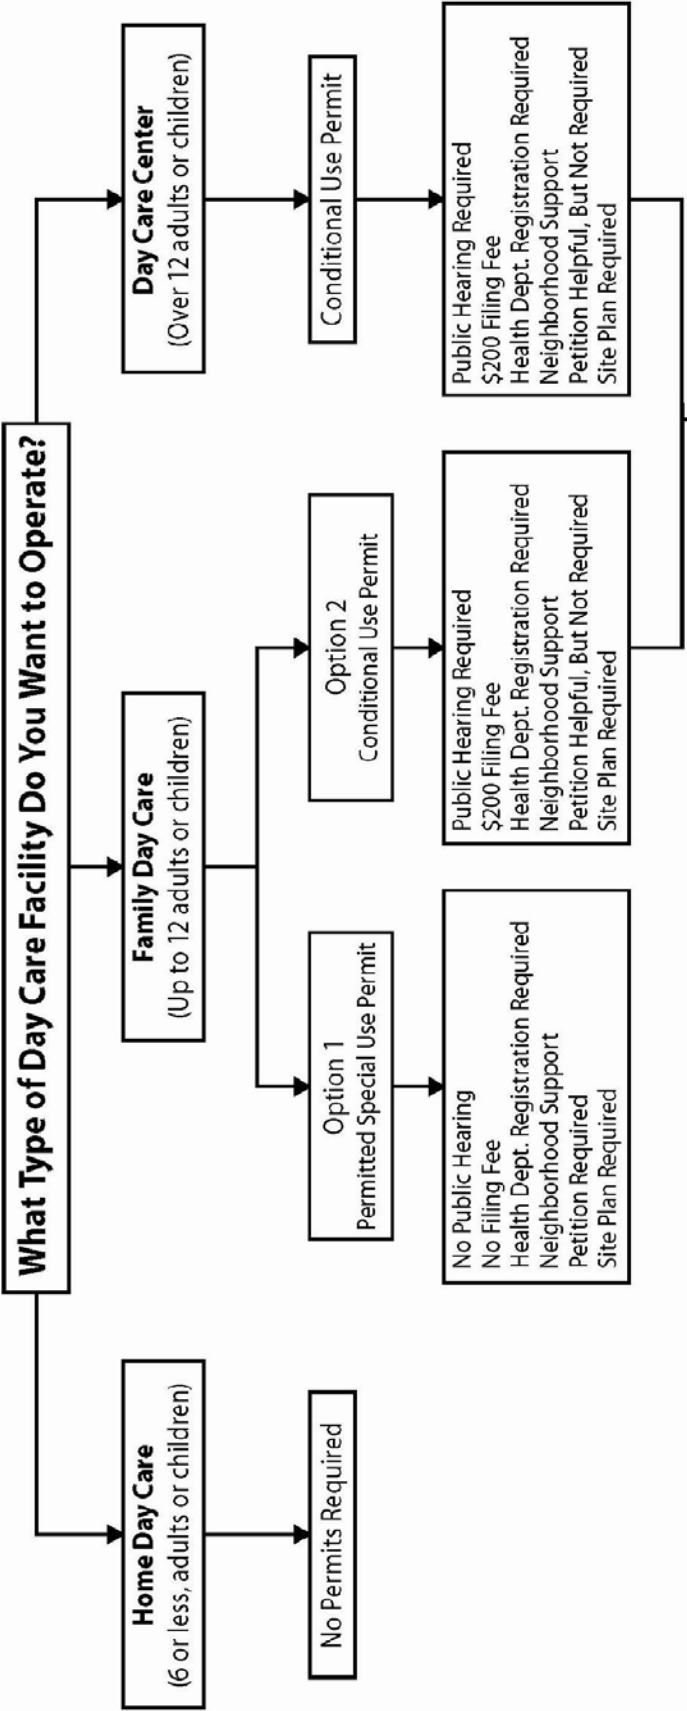 What Type of Day Care Facility Do You Want to Operate?
Home Day Care
(6 or less, adults or children)
No Permits Required
Family Day Care
(Up to 12 adults or children)
Option 1
Permitted Special Use Permit
No Public Hearing
No Filing Fee
Health Dept. Registration Required
Neighborhood Support
Petition Required
Site Plan Required
Option 2
Conditional Use Permit
Public Hearing Required
$200 Filing Fee
Health Dept. Registration Required
Neighborhood Support
Petition Helpful, But Not Required
Site Plan Required
Day Care Center
(Over 12 adults or children)
Conditional Use Permit
Public Hearing Required
$200 Filing Fee
Health Dept. Registration Required
Neighborhood Support
Petition Helpful, But Not Required
Site Plan Required